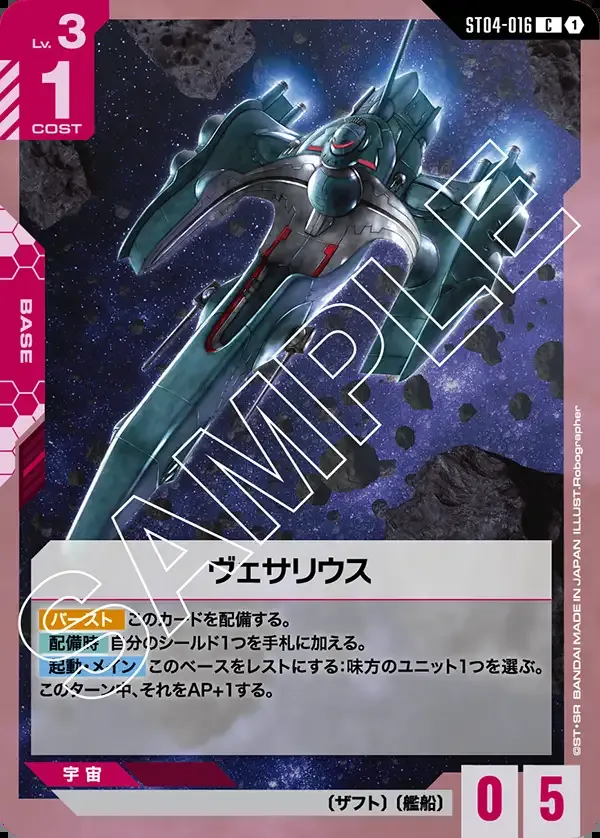 Lv. 3
1
COST
ST04-016 C 1
BASE
SAMPLE
ヴェサリウス
バースト このカードを配備する。
配備時 自分のシールド1つを手札に加える。
起動・メイン このベースをレストにする：味方のユニット1つを選ぶ。
このターン中、それをAP+1する。
宇宙
〔ザフト〕〔艦船〕
0 5
©ST・SR BANDAI MADE IN JAPAN ILLUST.Robographer